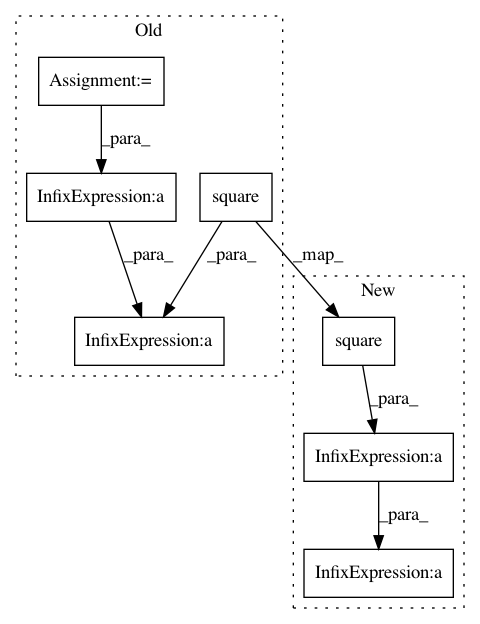 Old
Assignment:=
_para_
InfixExpression:a
square
_para_
_para_
_map_
InfixExpression:a
New
square
_para_
InfixExpression:a
_para_
InfixExpression:a